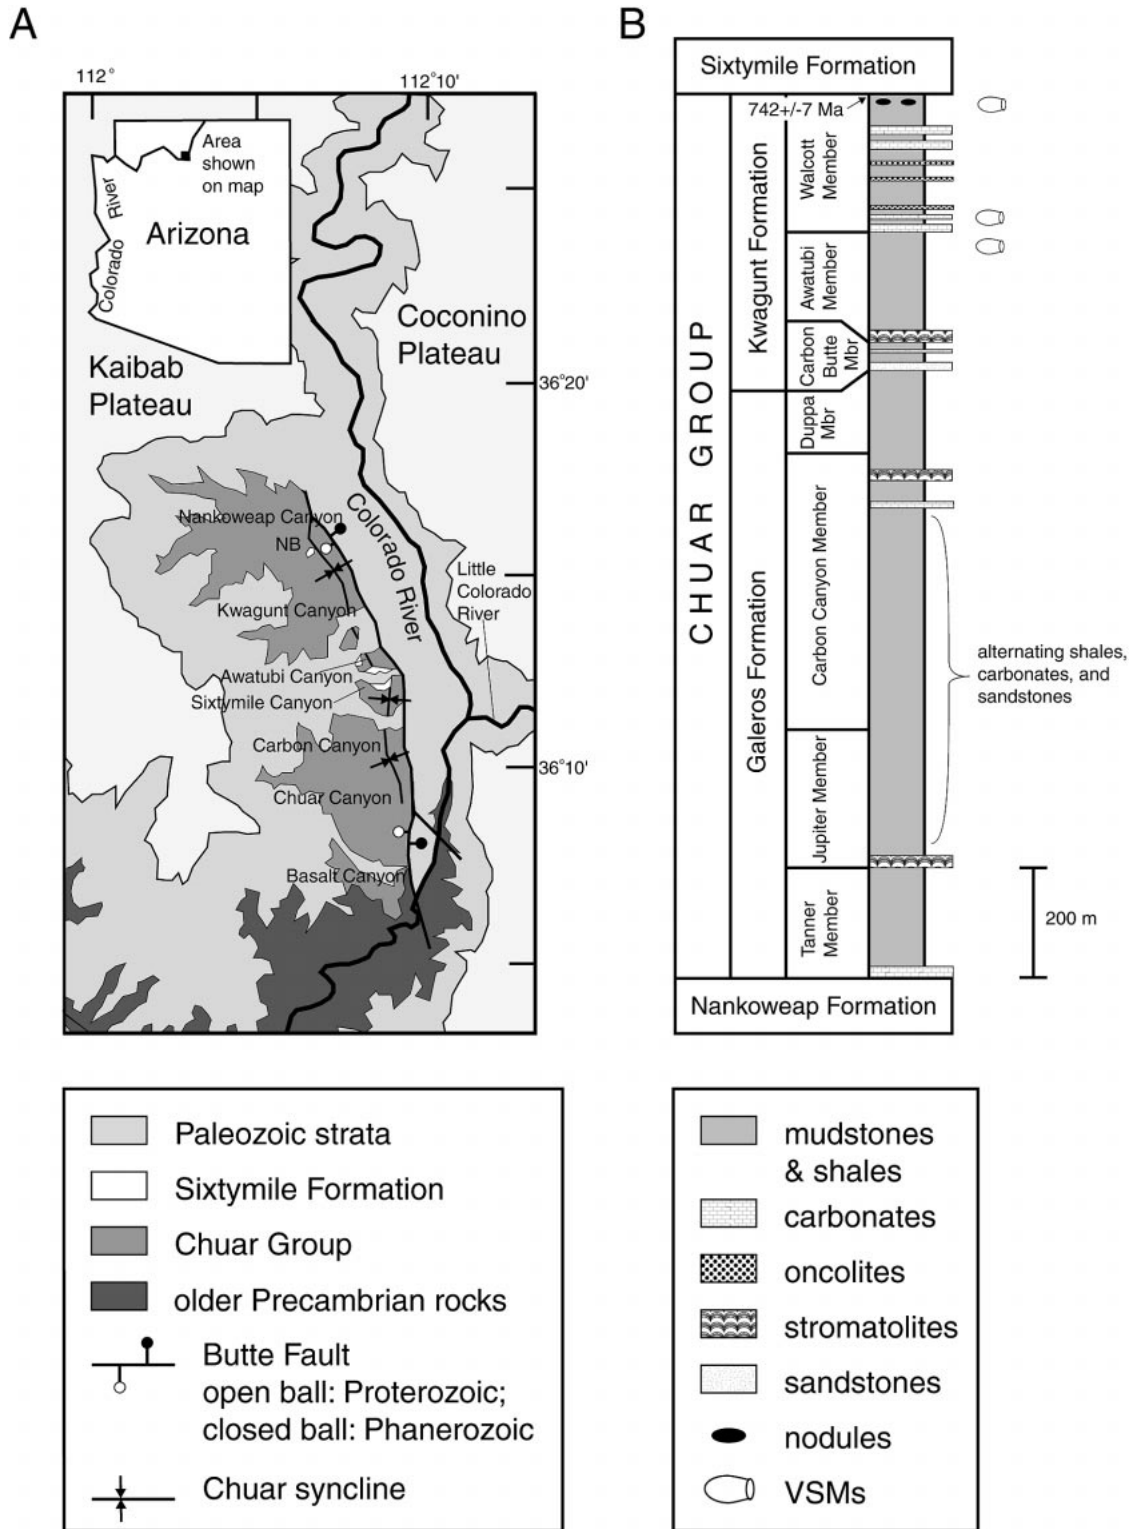 A
112°
112°10'
Area
shown
on map
Colorado River
Arizona
Coconino
Plateau
Kaibab
Plateau
36°20'
Nankoweap Canyon
NB
Colorado River
Little
Colorado
River
Kwagunt Canyon
Awatubi Canyon
Sixtymile Canyon
Carbon Canyon
36°10'
Chuar Canyon
Basalt Canyon
Paleozoic strata
Sixtymile Formation
Chuar Group
older Precambrian rocks
Butte Fault
open ball: Proterozoic;
closed ball: Phanerozoic
Chuar syncline
B
Sixtymile Formation
742+/-7 Ma
CHUAR GROUP
Kwagunt Formation
Walcott
Member
Awatubi
Member
Carbon
Butte
Mbr
Galeros Formation
Duppa
Mbr
Carbon Canyon Member
Jupiter Member
Tanner
Member
alternating shales,
carbonates, and
sandstones
200 m
Nankoweap Formation
mudstones
& shales
carbonates
oncolites
stromatolites
sandstones
nodules
VSMs